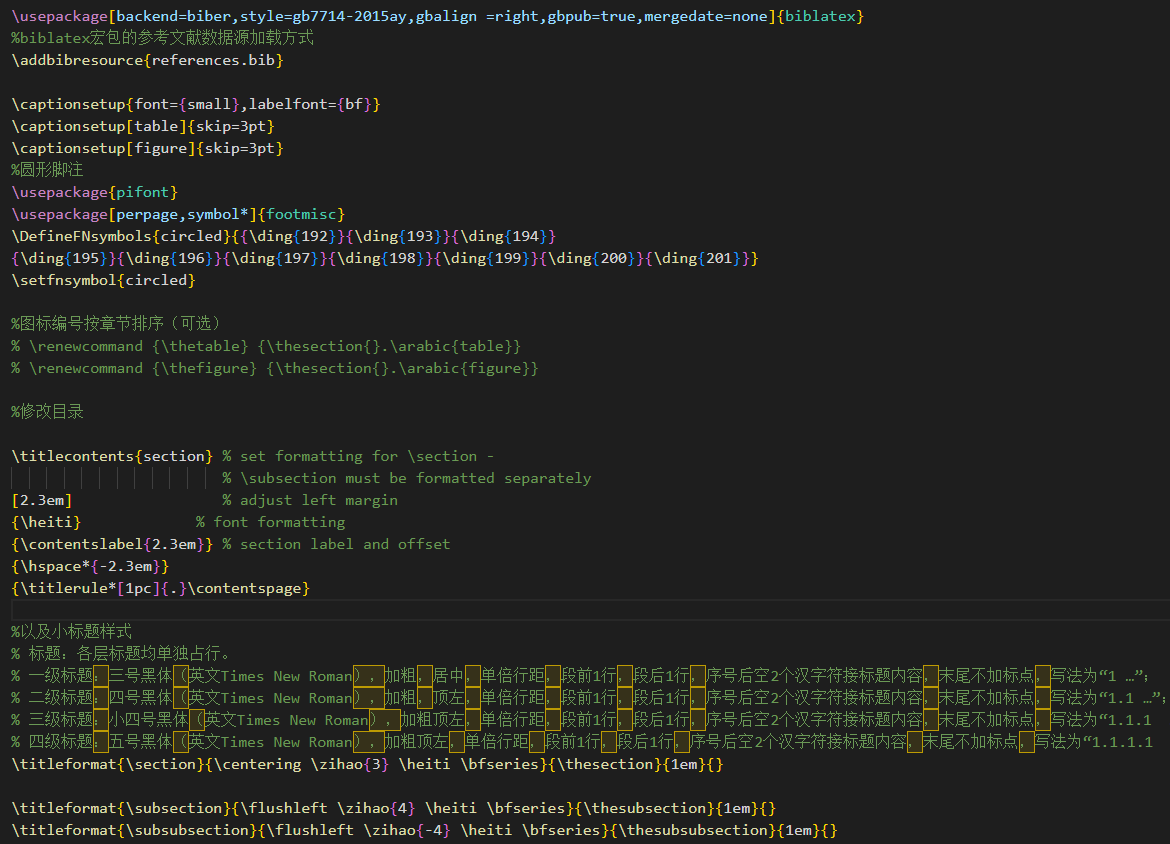 \usepackage[backend=biber,style=gb7714-2015ay,gbalign =right,gbpub=true,mergedate=none]{biblatex}
%biblatex宏包的参考文献数据源加载方式
\addbibresource{references.bib}
\captionsetup{font={small},labelfont={bf}}
\captionsetup[table]{skip=3pt}
\captionsetup[figure]{skip=3pt}
%圆形脚注
\usepackage{pifont}
\usepackage[perpage,symbol*]{footmisc}
\DefineFNsymbols{circled}{{\ding{192}}{\ding{193}}{\ding{194}}
{\ding{195}}{\ding{196}}{\ding{197}}{\ding{198}}{\ding{199}}{\ding{200}}{\ding{201}}}
\setfnsymbol{circled}
%图标编号按章节排序（可选）
% \renewcommand {\thetable} {\thesection{}.\arabic{table}}
% \renewcommand {\thefigure} {\thesection{}.\arabic{figure}}
%修改目录
\titlecontents{section} % set formatting for \section -
% \subsection must be formatted separately
[2.3em] % adjust left margin
{\heiti} % font formatting
{\contentslabel{2.3em}} % section label and offset
{\hspace*{-2.3em}}
{\titlerule*[1pc]{.}\contentspage}
%以及小标题样式
% 标题：各层标题均单独占行。
% 一级标题：三号黑体（英文Times New Roman），加粗，居中，单倍行距，段前1行，段后1行，序号后空2个汉字符接标题内容，末尾不加标点，写法为“1 …”；
% 二级标题：四号黑体（英文Times New Roman），加粗，顶左，单倍行距，段前1行，段后1行，序号后空2个汉字符接标题内容，末尾不加标点，写法为“1.1 …”；
% 三级标题：小四号黑体（英文Times New Roman），加粗顶左，单倍行距，段前1行，段后1行，序号后空2个汉字符接标题内容，末尾不加标点，写法为“1.1.1
% 四级标题：五号黑体（英文Times New Roman），加粗顶左，单倍行距，段前1行，段后1行，序号后空2个汉字符接标题内容，末尾不加标点，写法为“1.1.1.1
\titleformat{\section}{\centering \zihao{3} \heiti \bfseries}{\thesection}{1em}{}
\titleformat{\subsection}{\flushleft \zihao{4} \heiti \bfseries}{\thesubsection}{1em}{}
\titleformat{\subsubsection}{\flushleft \zihao{-4} \heiti \bfseries}{\thesubsubsection}{1em}{}